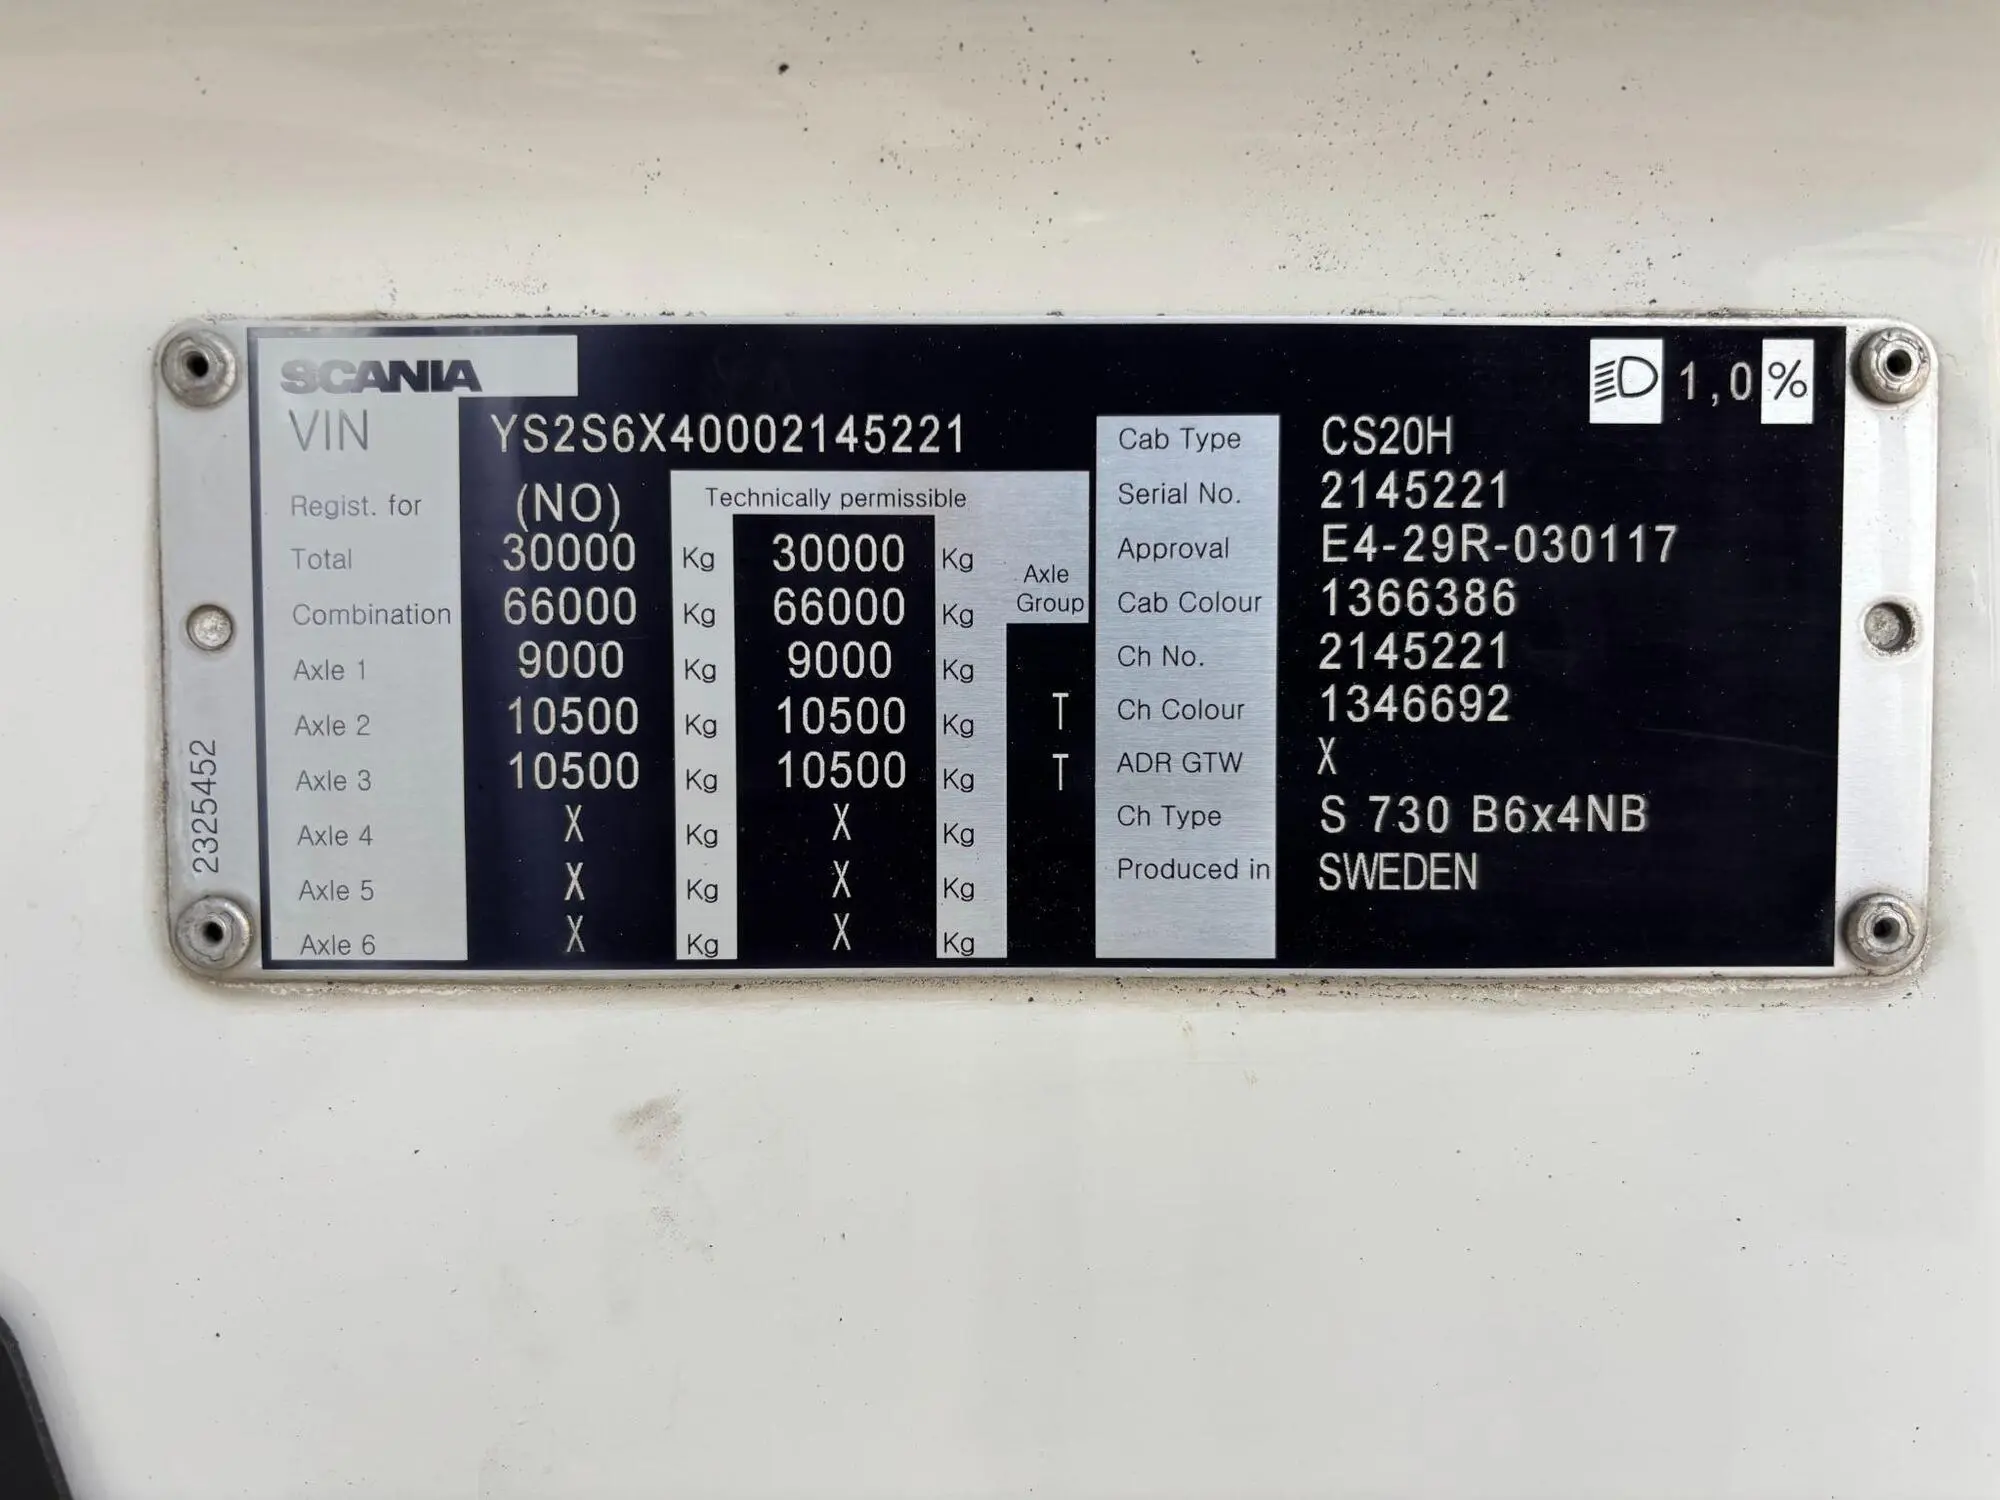 SCANIA
1,0 %
VIN YS2S6X40002145221
Regist. for (NO) Technically permissible
Total 30000 Kg 30000 Kg
Combination 66000 Kg 66000 Kg Axle Group
Axle 1 9000 Kg 9000 Kg
Axle 2 10500 Kg 10500 Kg T
Axle 3 10500 Kg 10500 Kg T
Axle 4 X Kg X Kg
Axle 5 X Kg X Kg
Axle 6 X Kg X Kg
Cab Type CS20H
Serial No. 2145221
Approval E4-29R-030117
Cab Colour 1366386
Ch No. 2145221
Ch Colour 1346692
ADR GTW X
Ch Type S 730 B6x4NB
Produced in SWEDEN
2325452